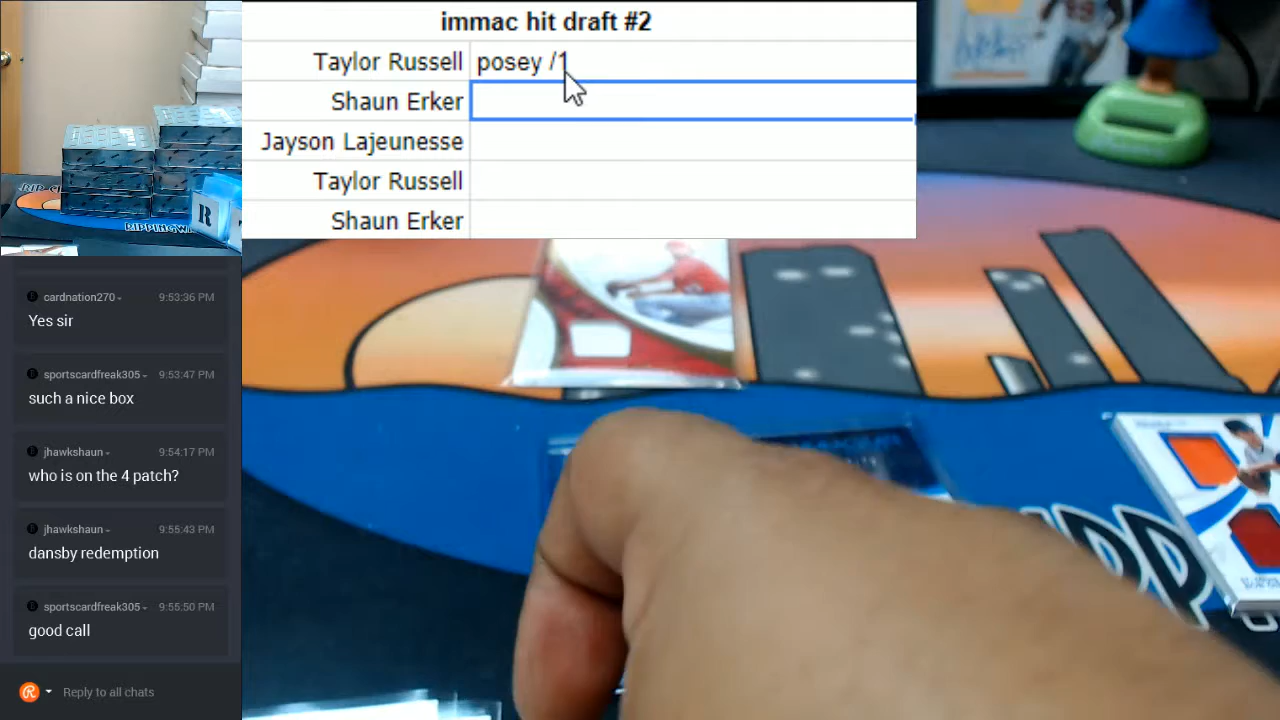 immac hit draft #2
Taylor Russell posey /1
Shaun Erker
Jayson Lajeunesse
Taylor Russell
Shaun Erker
R
cardnation270 9:53:36 PM
Yes sir
sportscardfreak305 9:53:47 PM
such a nice box
jhawkshaun 9:54:17 PM
who is on the 4 patch?
jhawkshaun 9:55:43 PM
dansby redemption
sportscardfreak305 9:55:50 PM
good call
Reply to all chats